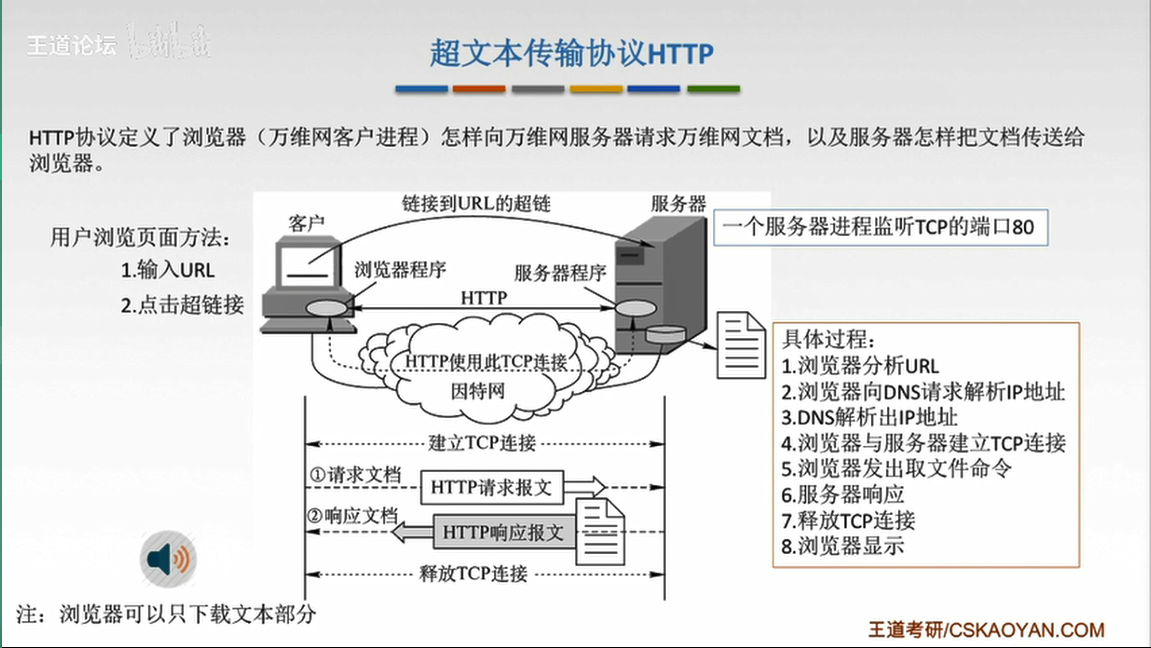 王道论坛
超文本传输协议HTTP
HTTP协议定义了浏览器（万维网客户进程）怎样向万维网服务器请求万维网文档，以及服务器怎样把文档传送给
浏览器。
用户浏览页面方法：
1.输入URL
2.点击超链接
链接到URL的超链
客户
服务器
一个服务器进程监听TCP的端口80
浏览器程序
服务器程序
HTTP
HTTP使用此TCP连接
因特网
建立TCP连接
①请求文档
HTTP请求报文
②响应文档
HTTP响应报文
释放TCP连接
具体过程：
1.浏览器分析URL
2.浏览器向DNS请求解析IP地址
3.DNS解析出IP地址
4.浏览器与服务器建立TCP连接
5.浏览器发出取文件命令
6.服务器响应
7.释放TCP连接
8.浏览器显示
注：浏览器可以只下载文本部分
王道考研/CSKAOYAN.COM